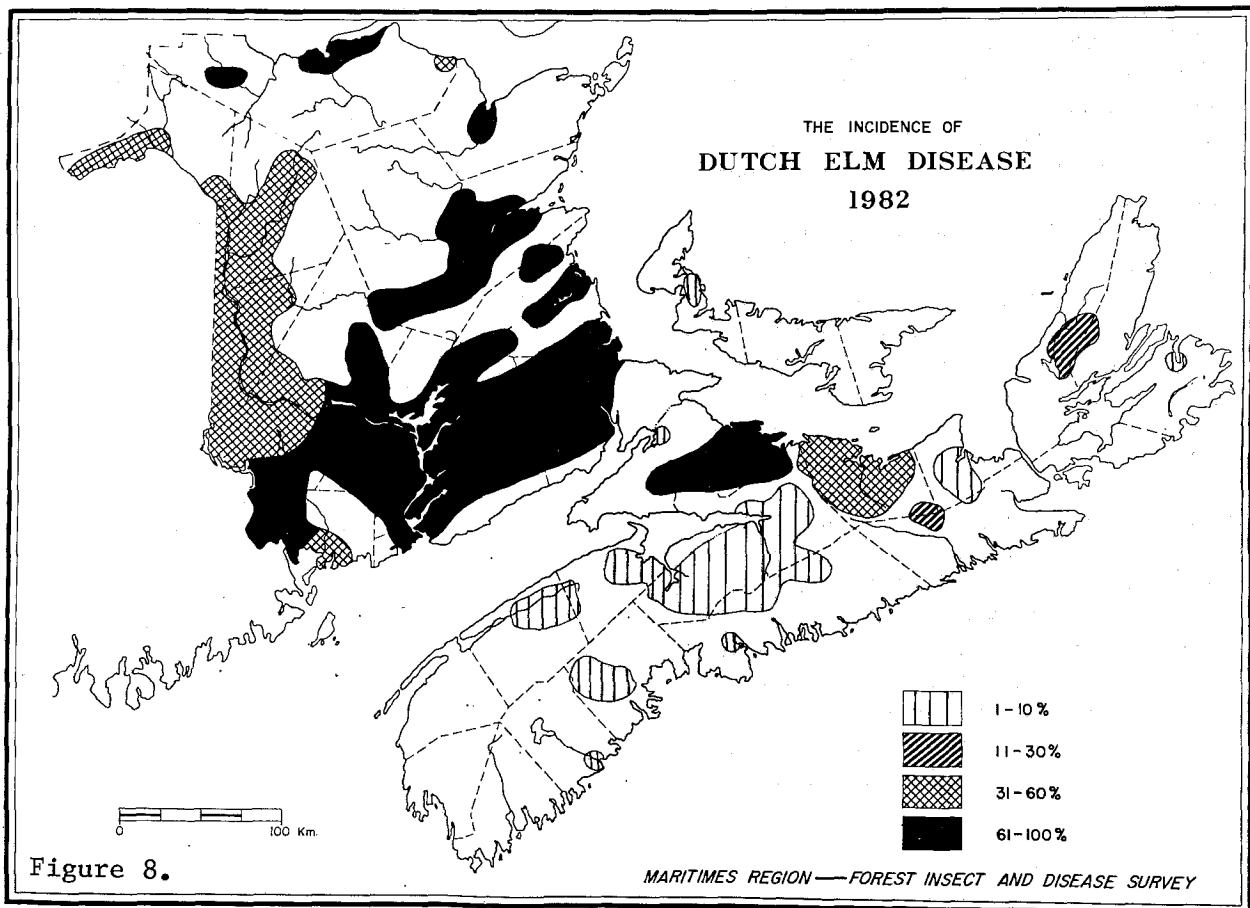 THE INCIDENCE OF
DUTCH ELM DISEASE
1982
1-10%
11-30%
31-60%
61-100%
0 100 Km.
Figure 8.
MARITIMES REGION — FOREST INSECT AND DISEASE SURVEY